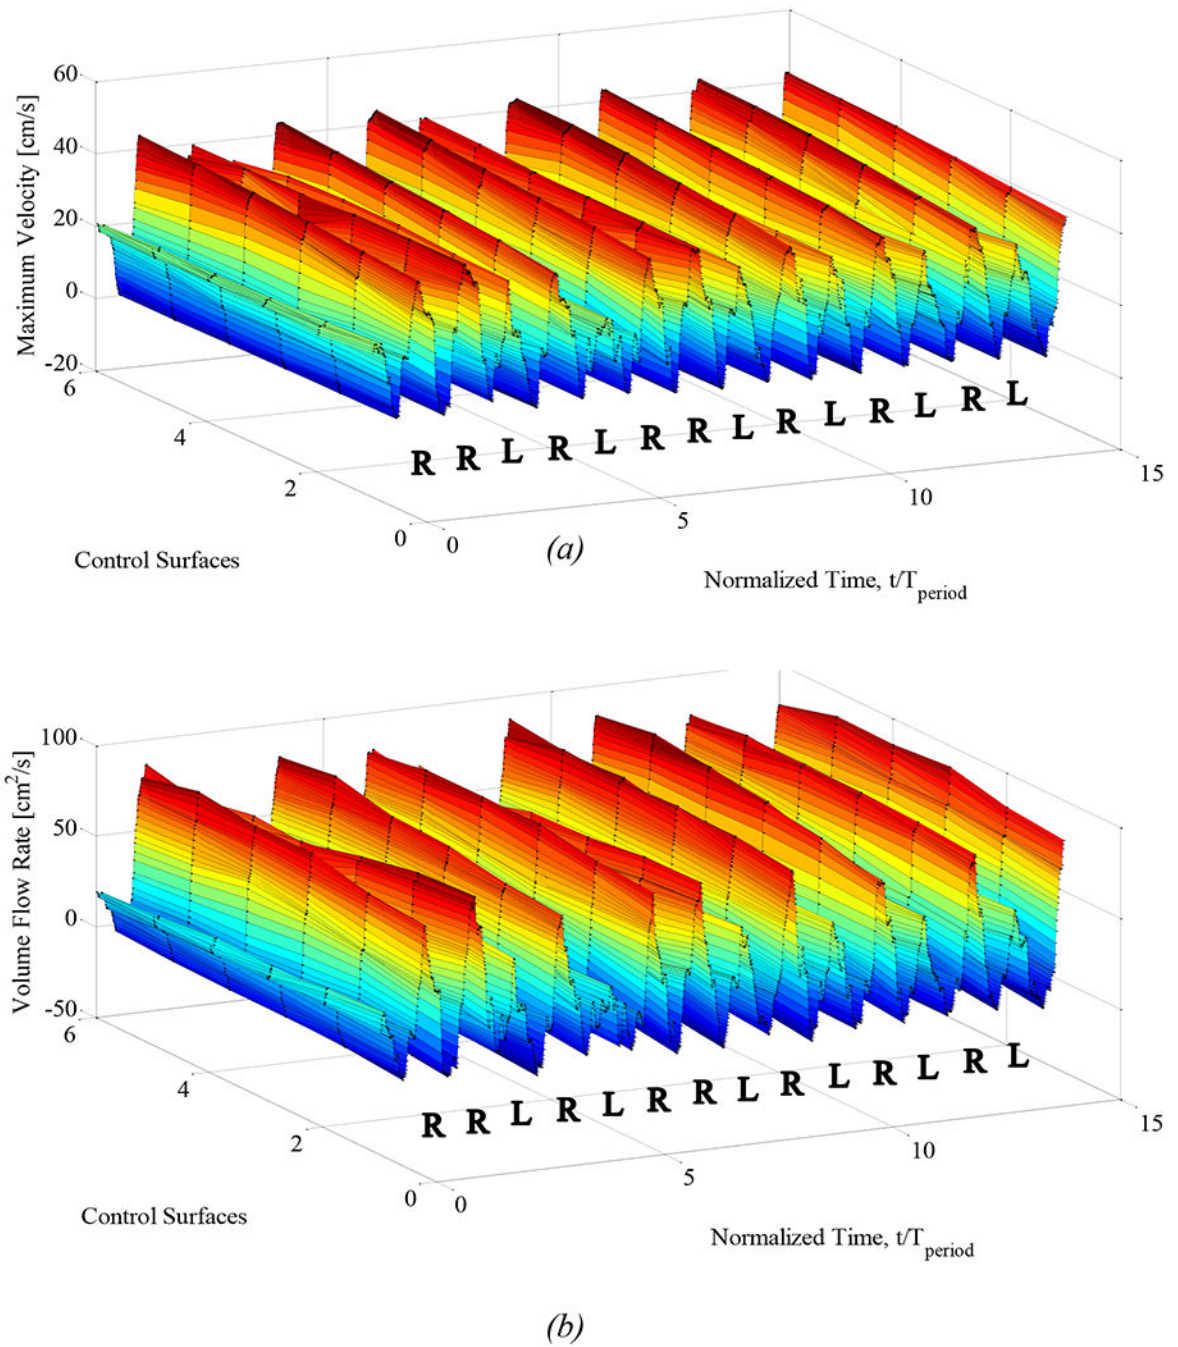 60
40
20
0
-20
Maximum Velocity [cm/s]
6
4
2
0
Control Surfaces
R R L R L R R L R L R L R L
0
5
10
15
Normalized Time, t/Tperiod
(a)
100
50
0
-50
Volume Flow Rate [cm2/s]
6
4
2
0
Control Surfaces
R R L R L R R L R L R L R L
0
5
10
15
Normalized Time, t/Tperiod
(b)